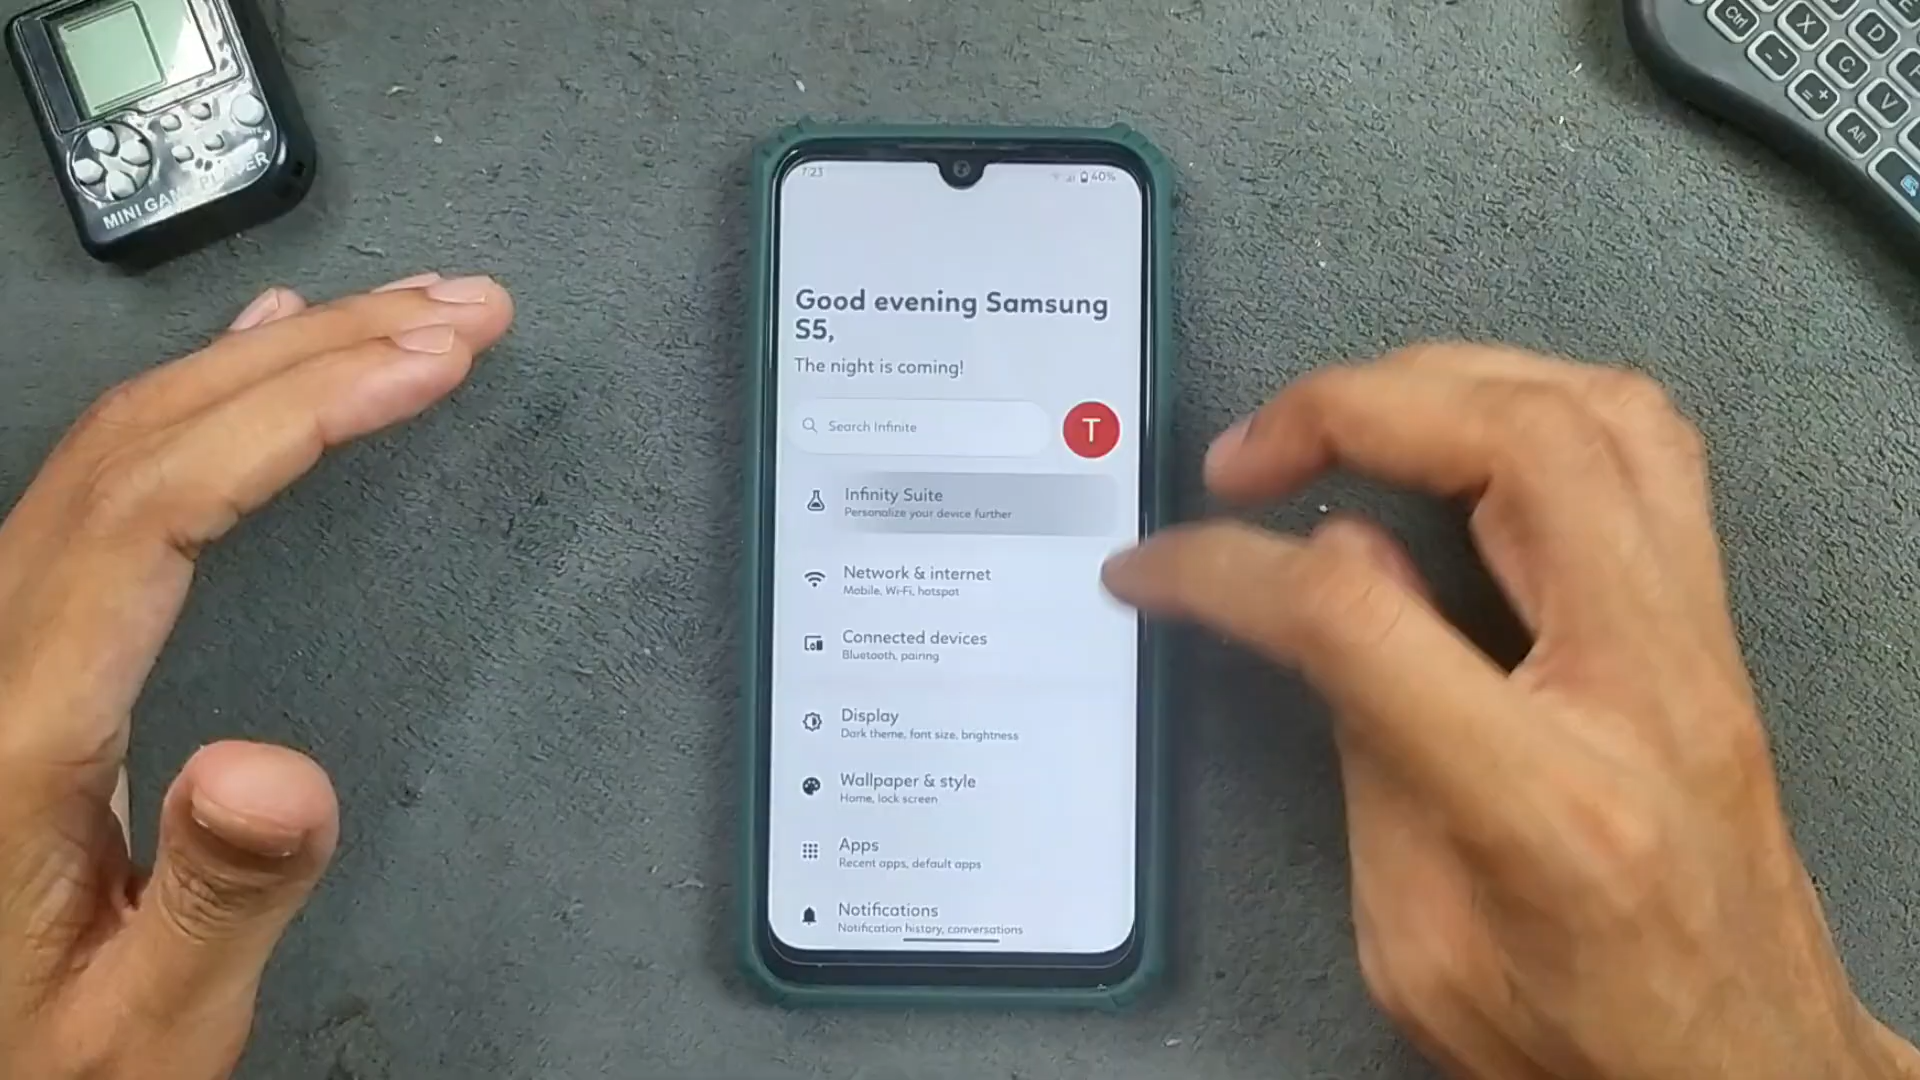 MINI GAME PLAYER
Ctrl
X
D
C
V
Alt
7:23
40%
Good evening Samsung
S5,
The night is coming!
Search Infinite
T
Infinity Suite
Personalize your device further
Network & internet
Mobile, Wi-Fi, hotspot
Connected devices
Bluetooth, pairing
Display
Dark theme, font size, brightness
Wallpaper & style
Home, lock screen
Apps
Recent apps, default apps
Notifications
Notification history, conversations